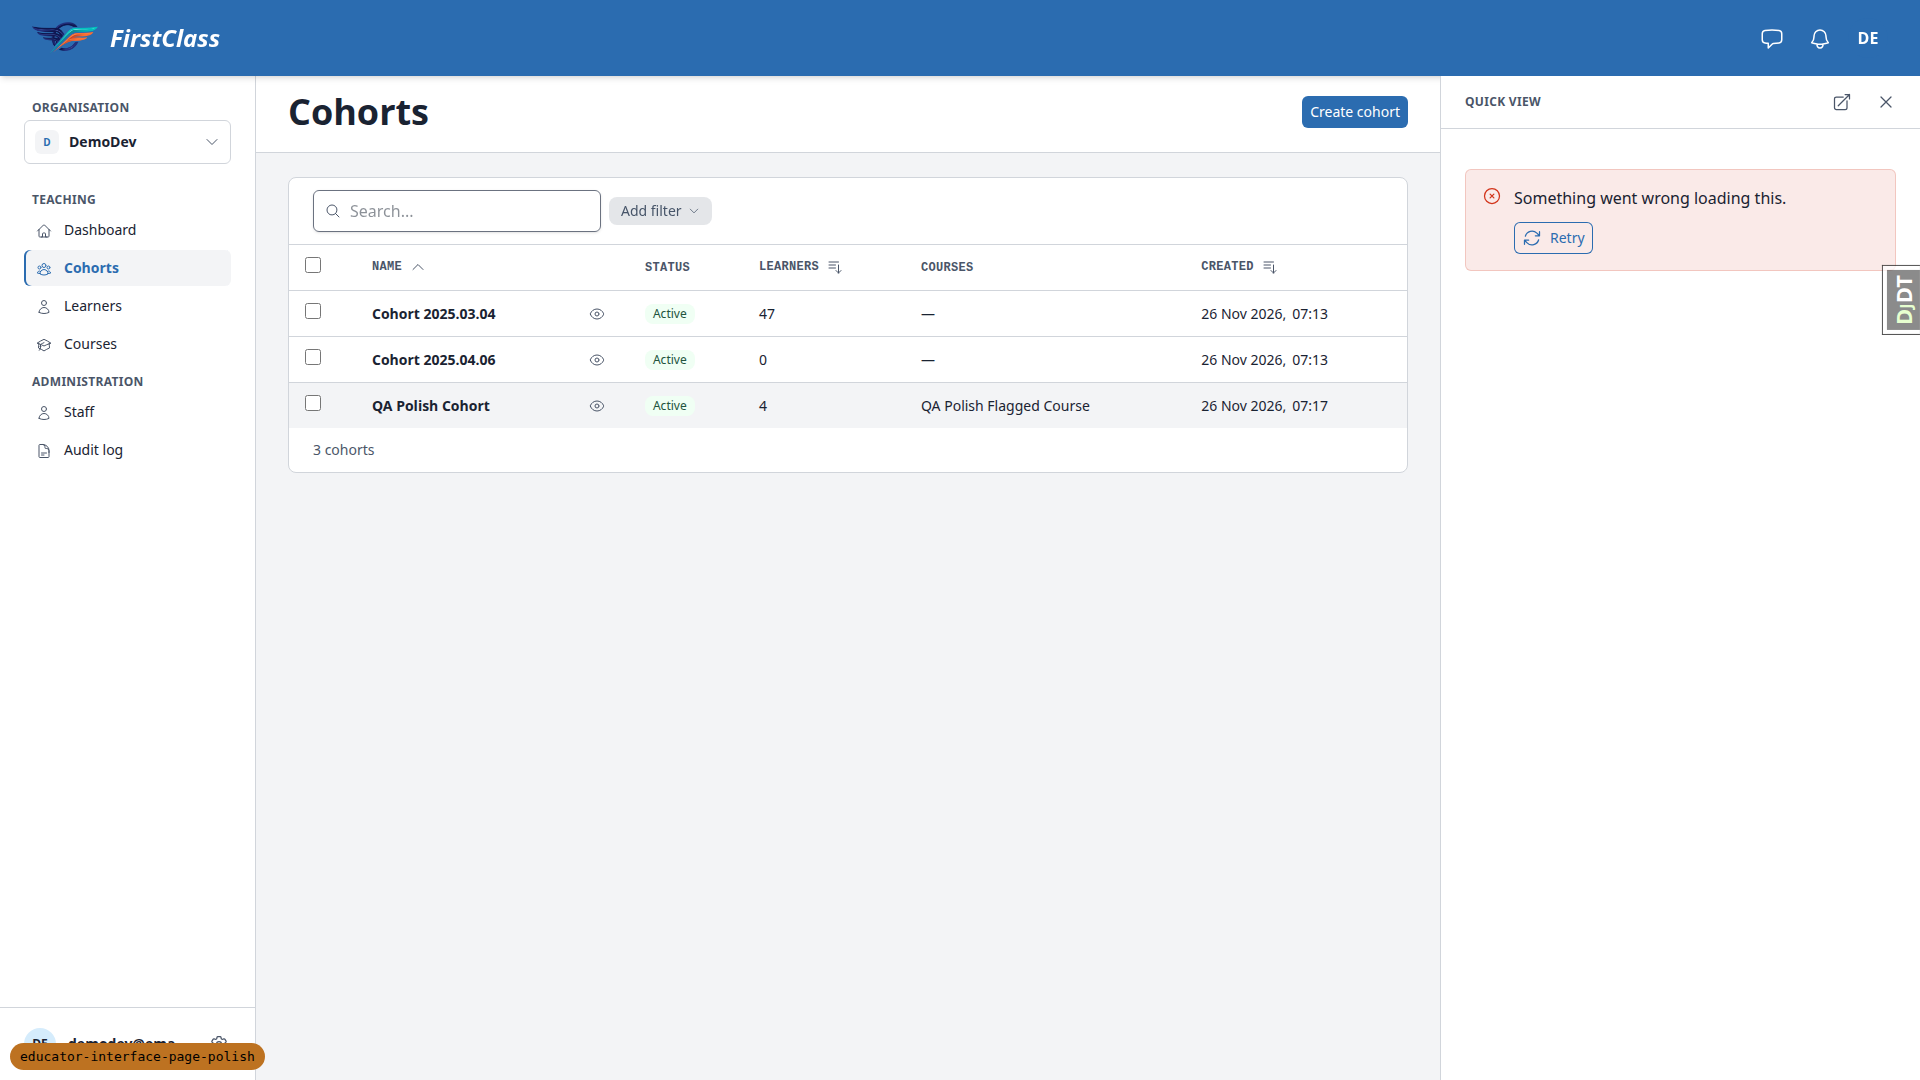 FirstClass
DE
ORGANISATION
D DemoDev
TEACHING
Dashboard
Cohorts
Learners
Courses
ADMINISTRATION
Staff
Audit log
educator-interface-page-polish
Cohorts
Create cohort
Search...
Add filter
NAME STATUS LEARNERS COURSES CREATED
Cohort 2025.03.04 Active 47 — 26 Nov 2026, 07:13
Cohort 2025.04.06 Active 0 — 26 Nov 2026, 07:13
QA Polish Cohort Active 4 QA Polish Flagged Course 26 Nov 2026, 07:17
3 cohorts
QUICK VIEW
Something went wrong loading this.
Retry
DjDT